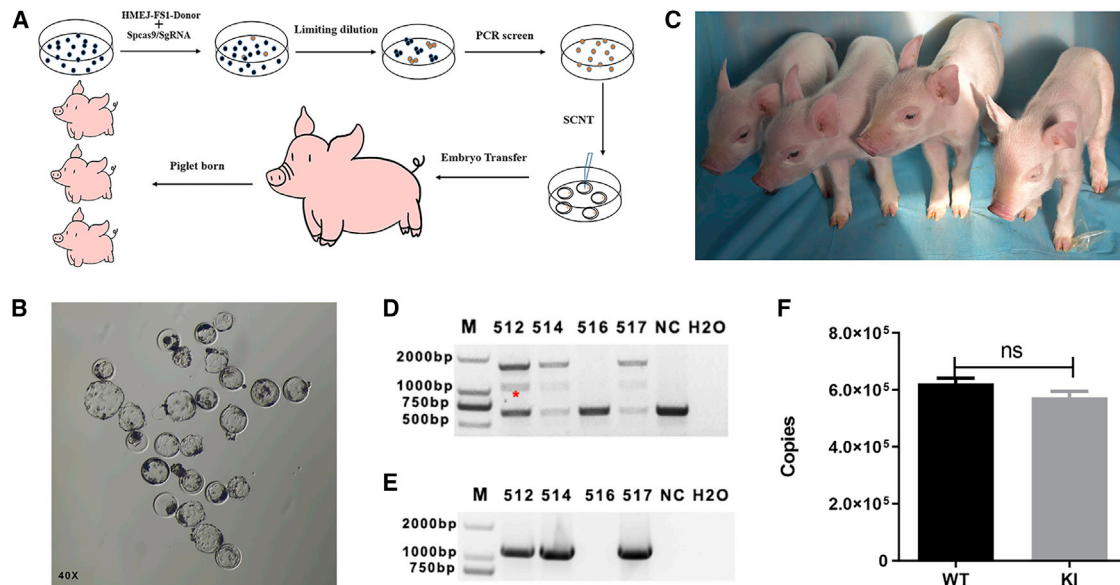 A
HMEJ-FS1-Donor
+
Spcas9/SgRNA
Limiting dilution
PCR screen
SCNT
Embryo Transfer
Piglet born
B
40X
C
D
M 512 514 516 517 NC H2O
2000bp
1000bp
*
750bp
500bp
E
M 512 514 516 517 NC H2O
2000bp
1000bp
750bp
F
ns
8.0×10⁵
6.0×10⁵
4.0×10⁵
2.0×10⁵
0
Copies
WT KI